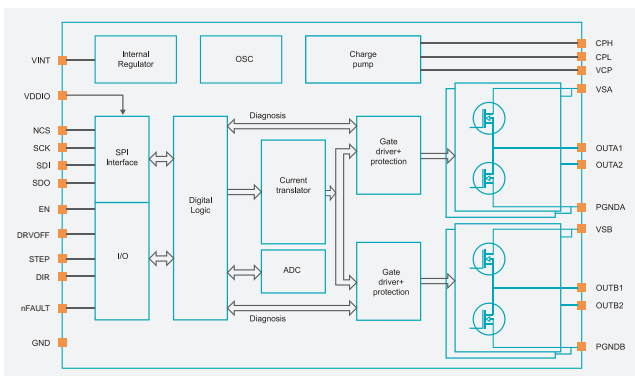 VINT
VDDIO
NCS
SCK
SDI
SDO
EN
DRVOFF
STEP
DIR
nFAULT
GND
Internal
Regulator
OSC
Charge
pump
SPI
Interface
I/O
Digital
Logic
Diagnosis
Current
translator
ADC
Diagnosis
Gate
driver+
protection
Gate
driver+
protection
CPH
CPL
VCP
VSA
OUTA1
OUTA2
PGNDA
VSB
OUTB1
OUTB2
PGNDB